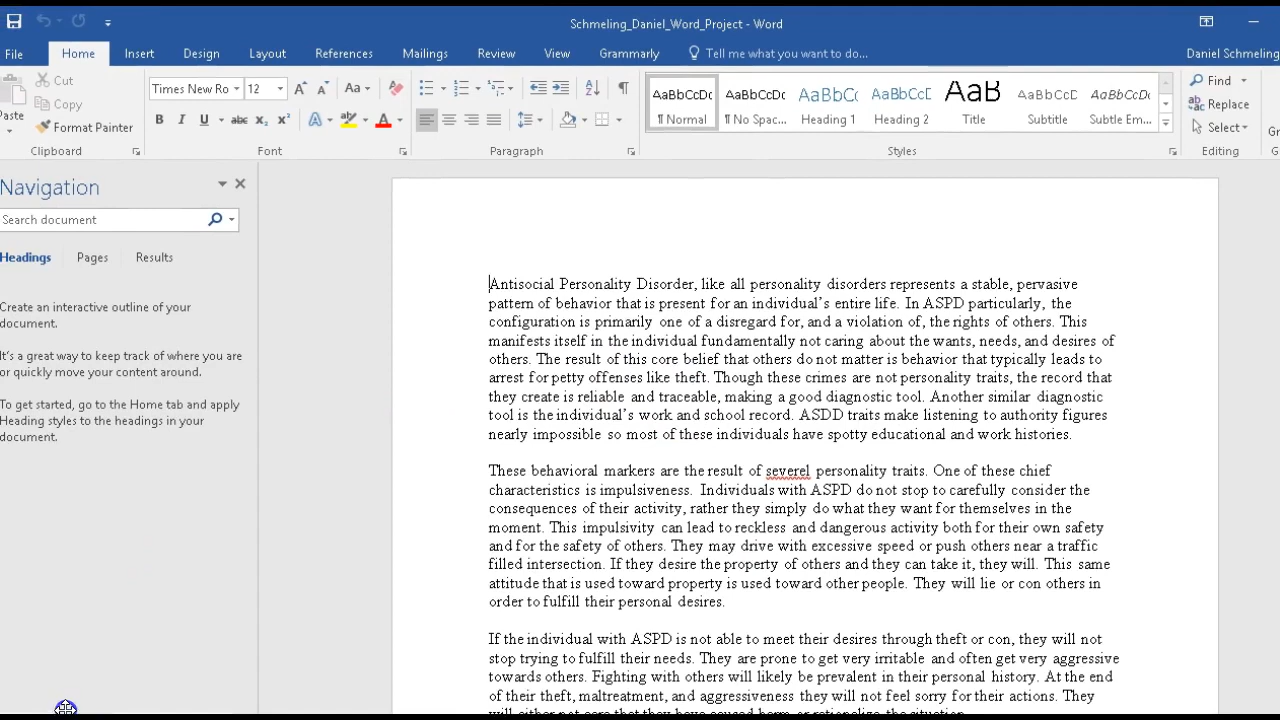 Schmeling_Daniel_Word_Project - Word
File Home Insert Design Layout References Mailings Review View Grammarly Tell me what you want to do... Daniel Schmeling
Cut
Copy
Paste
Format Painter
Clipboard
Times New Ro 12
Font
Paragraph
AaBbCcDc AaBbCcDc AaBbCc AaBbCcD AaB AaBbCcD AaBbCcDc
¶ Normal ¶ No Spac... Heading 1 Heading 2 Title Subtitle Subtle Em...
Styles
Find
Replace
Select
Editing
Navigation
Search document
Headings Pages Results
Create an interactive outline of your
document.
It's a great way to keep track of where you are
or quickly move your content around.
To get started, go to the Home tab and apply
Heading styles to the headings in your
document.
Antisocial Personality Disorder, like all personality disorders represents a stable, pervasive
pattern of behavior that is present for an individual's entire life. In ASPD particularly, the
configuration is primarily one of a disregard for, and a violation of, the rights of others. This
manifests itself in the individual fundamentally not caring about the wants, needs, and desires of
others. The result of this core belief that others do not matter is behavior that typically leads to
arrest for petty offenses like theft. Though these crimes are not personality traits, the record that
they create is reliable and traceable, making a good diagnostic tool. Another similar diagnostic
tool is the individual's work and school record. ASDD traits make listening to authority figures
nearly impossible so most of these individuals have spotty educational and work histories.
These behavioral markers are the result of severel personality traits. One of these chief
characteristics is impulsiveness. Individuals with ASPD do not stop to carefully consider the
consequences of their activity, rather they simply do what they want for themselves in the
moment. This impulsivity can lead to reckless and dangerous activity both for their own safety
and for the safety of others. They may drive with excessive speed or push others near a traffic
filled intersection. If they desire the property of others and they can take it, they will. This same
attitude that is used toward property is used toward other people. They will lie or con others in
order to fulfill their personal desires.
If the individual with ASPD is not able to meet their desires through theft or con, they will not
stop trying to fulfill their needs. They are prone to get very irritable and often get very aggressive
towards others. Fighting with others will likely be prevalent in their personal history. At the end
of their theft, maltreatment, and aggressiveness they will not feel sorry for their actions. They
will either not care that they have caused harm or rationalize the situation.